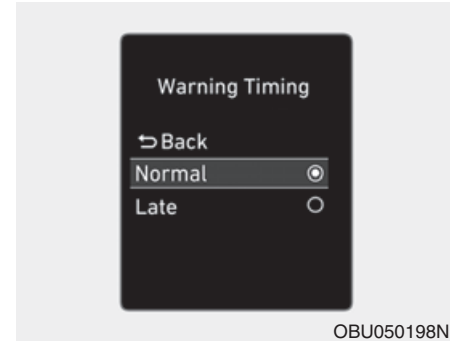 Warning Timing
⮌Back
Normal
Late
OBU050198N